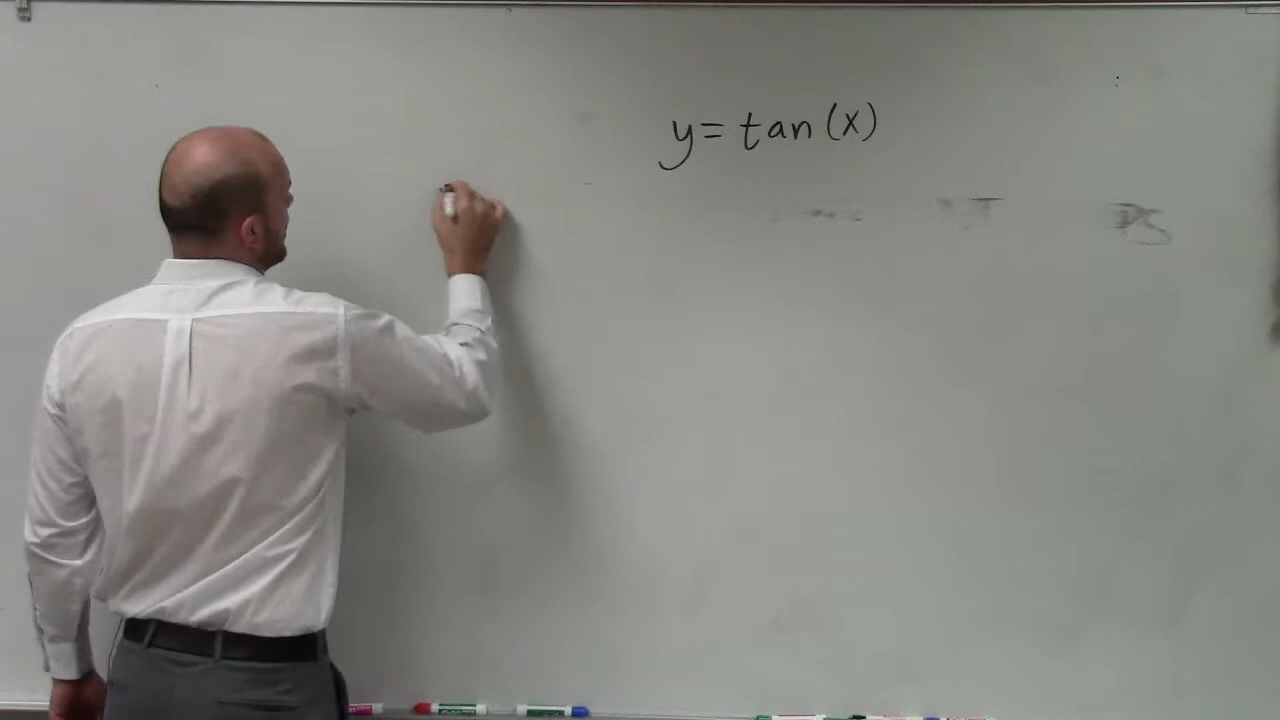 y = tan(x)